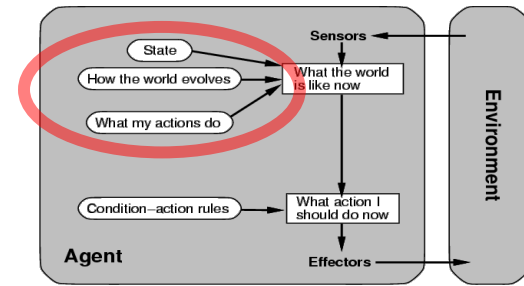 Sensors
State
How the world evolves
What the world
is like now
What my actions do
Environment
Condition−action rules
What action I
should do now
Agent
Effectors